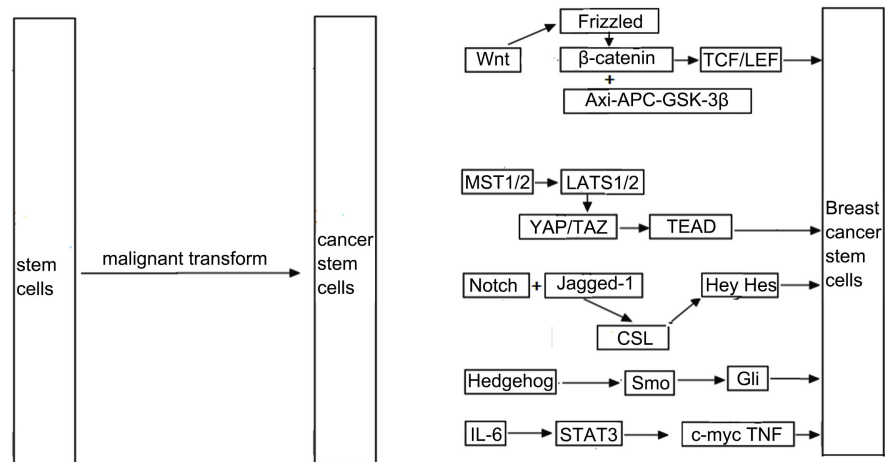 stem
cells
malignant transform
cancer
stem
cells
Frizzled
Wnt
β-catenin
TCF/LEF
+
Axi-APC-GSK-3β
MST1/2
LATS1/2
YAP/TAZ
TEAD
Notch
+
Jagged-1
Hey Hes
CSL
Hedgehog
Smo
Gli
IL-6
STAT3
c-myc TNF
Breast
cancer
stem
cells